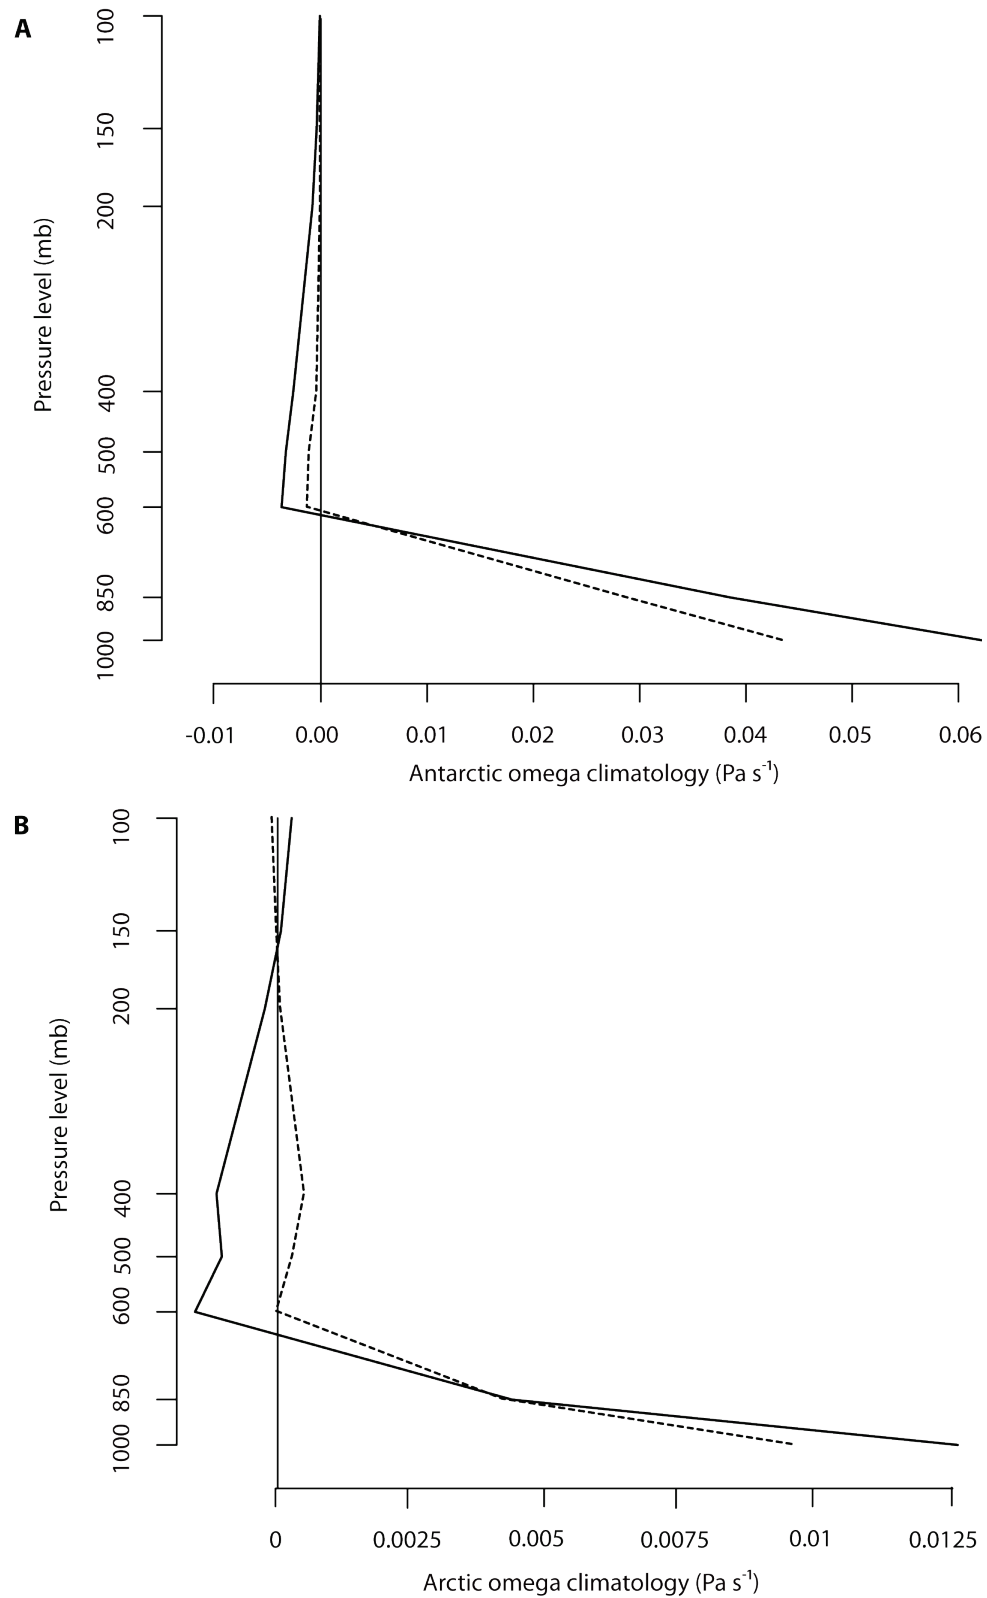 A
100
150
200
400
500
600
850
1000
Pressure level (mb)
-0.01 0.00 0.01 0.02 0.03 0.04 0.05 0.06
Antarctic omega climatology (Pa s⁻¹)
B
100
150
200
400
500
600
850
1000
Pressure level (mb)
0 0.0025 0.005 0.0075 0.01 0.0125
Arctic omega climatology (Pa s⁻¹)